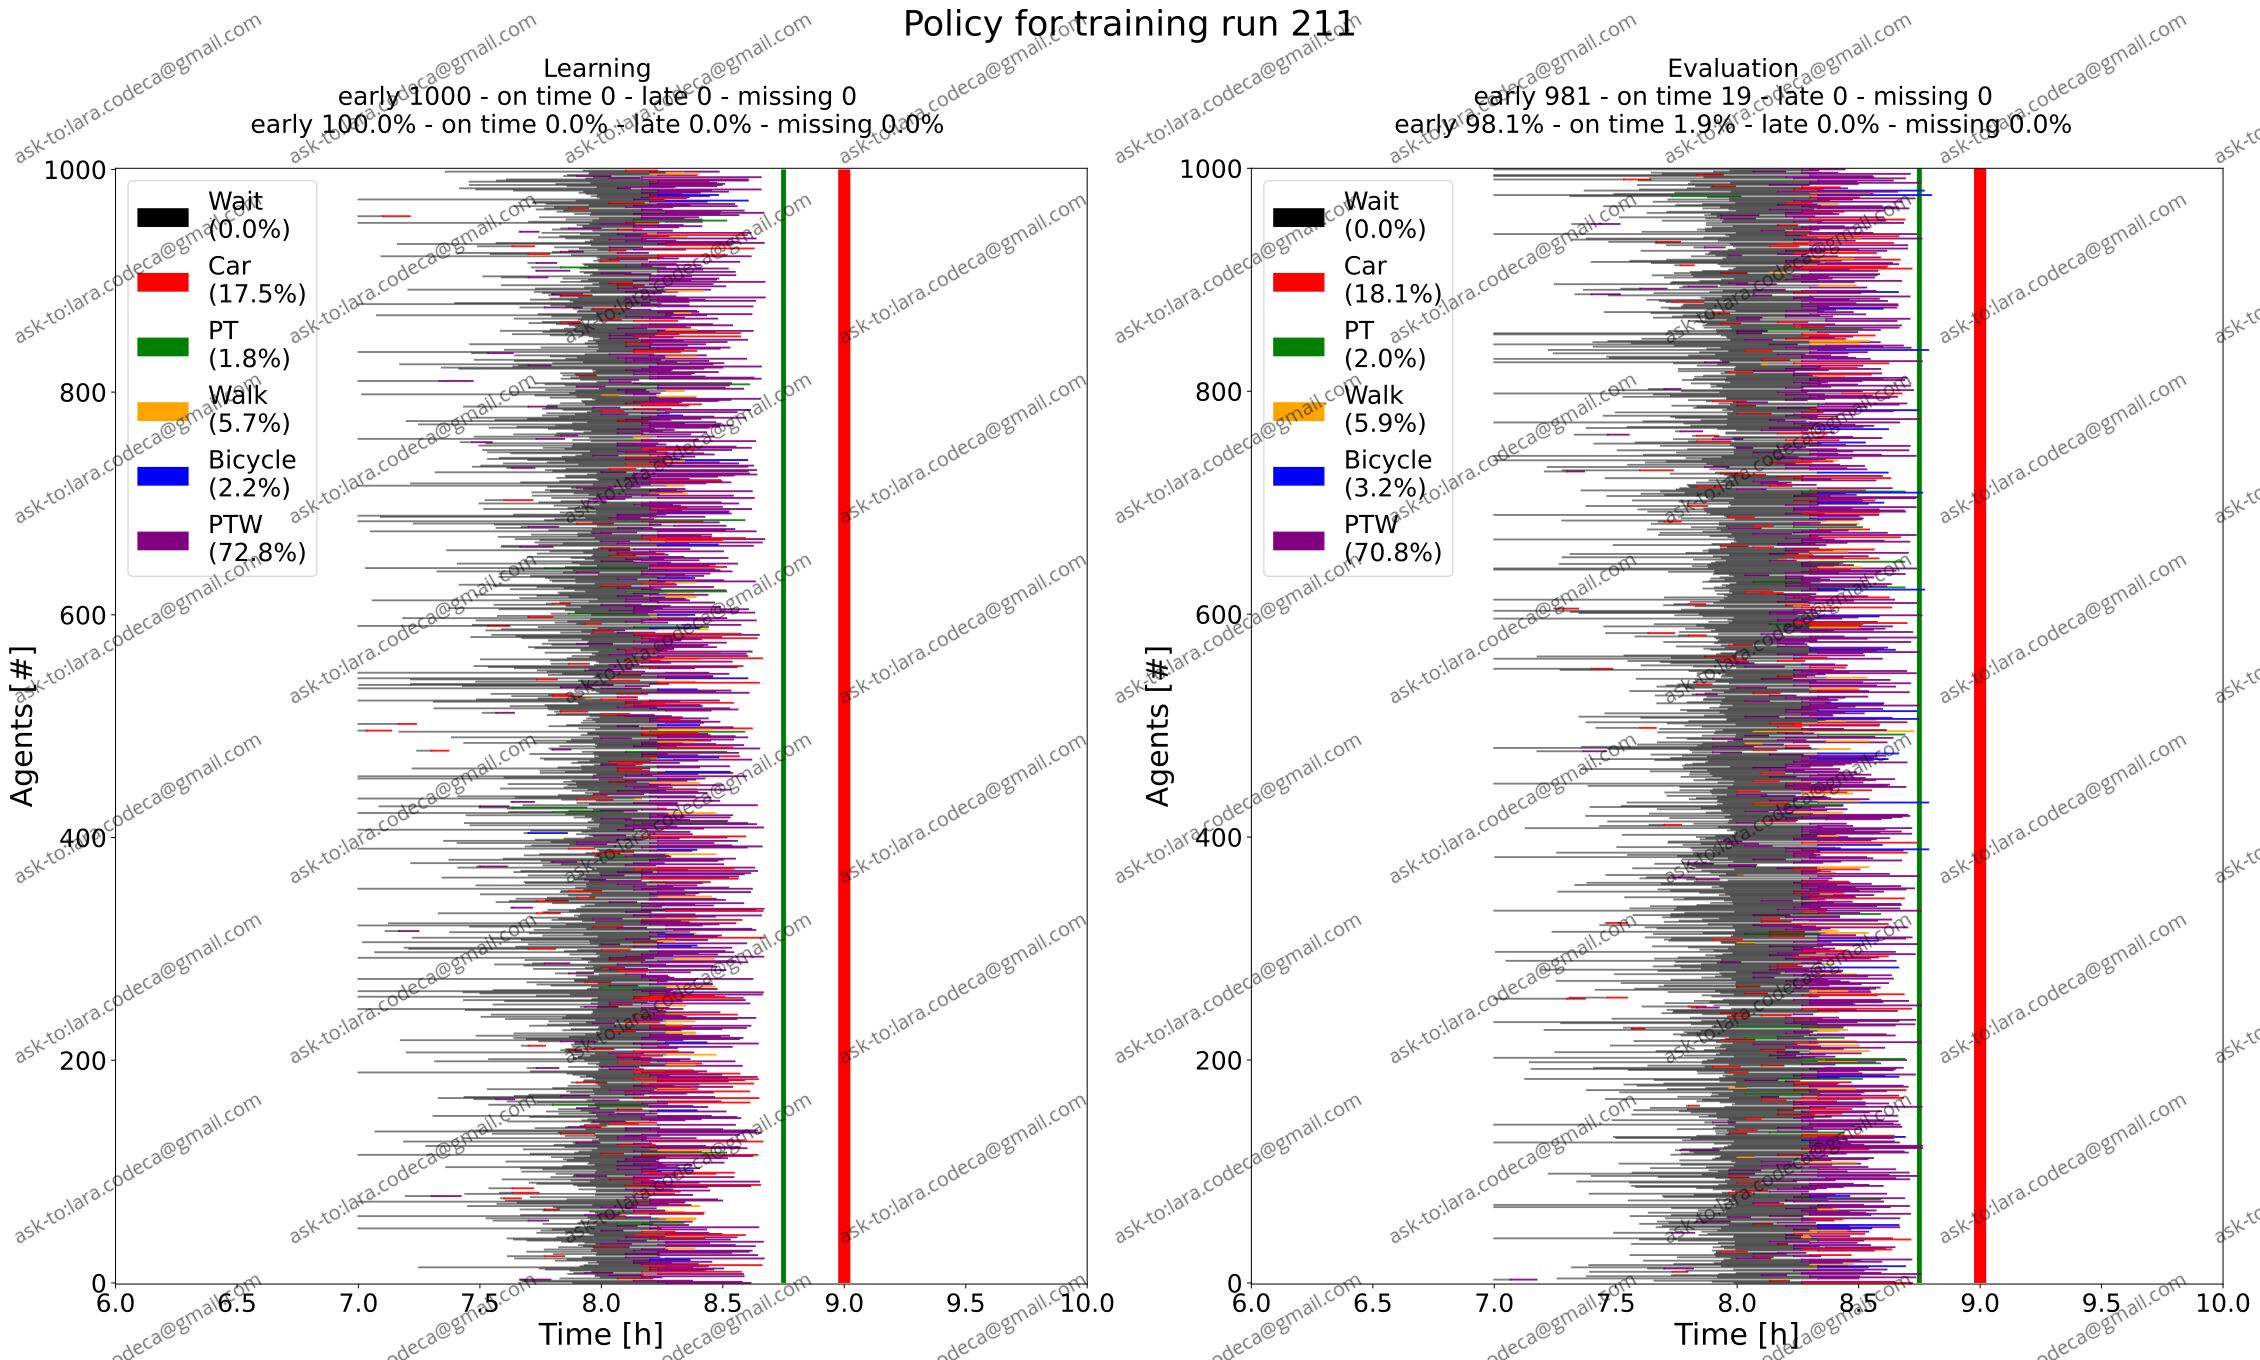 Policy for training run 211
Learning
early 1000 - on time 0 - late 0 - missing 0
early 100.0% - on time 0.0% - late 0.0% - missing 0.0%
Wait
(0.0%)
Car
(17.5%)
PT
(1.8%)
Walk
(5.7%)
Bicycle
(2.2%)
PTW
(72.8%)
1000
800
600
400
200
0
Agents [#]
6.0 6.5 7.0 7.5 8.0 8.5 9.0 9.5 10.0
Time [h]
Evaluation
early 981 - on time 19 - late 0 - missing 0
early 98.1% - on time 1.9% - late 0.0% - missing 0.0%
Wait
(0.0%)
Car
(18.1%)
PT
(2.0%)
Walk
(5.9%)
Bicycle
(3.2%)
PTW
(70.8%)
1000
800
600
400
200
0
Agents [#]
6.0 6.5 7.0 7.5 8.0 8.5 9.0 9.5 10.0
Time [h]
ask-to:lara.codeca@gmail.com